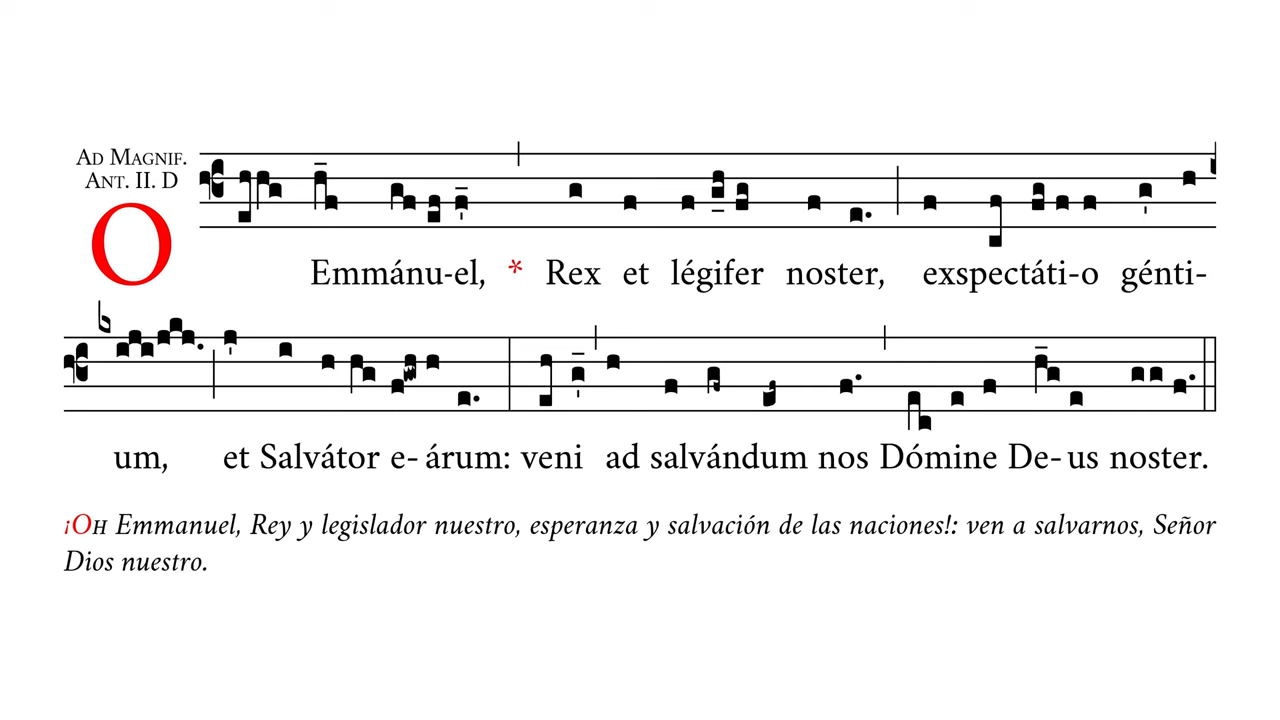 AD MAGNIF.
ANT. II. D
O Emmánu-el, * Rex et légifer noster, exspectáti-o génti-
um, et Salvátor e-árum: veni ad salvándum nos Dómine De-us noster.
¡OH Emmanuel, Rey y legislador nuestro, esperanza y salvación de las naciones!: ven a salvarnos, Señor
Dios nuestro.